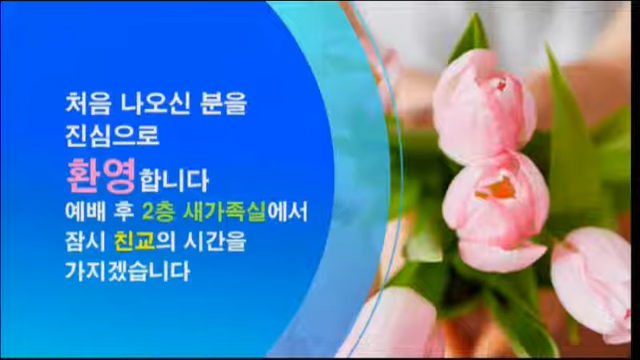 처음 나오신 분을
진심으로
환영합니다
예배 후 2층 새가족실에서
잠시 친교의 시간을
가지겠습니다